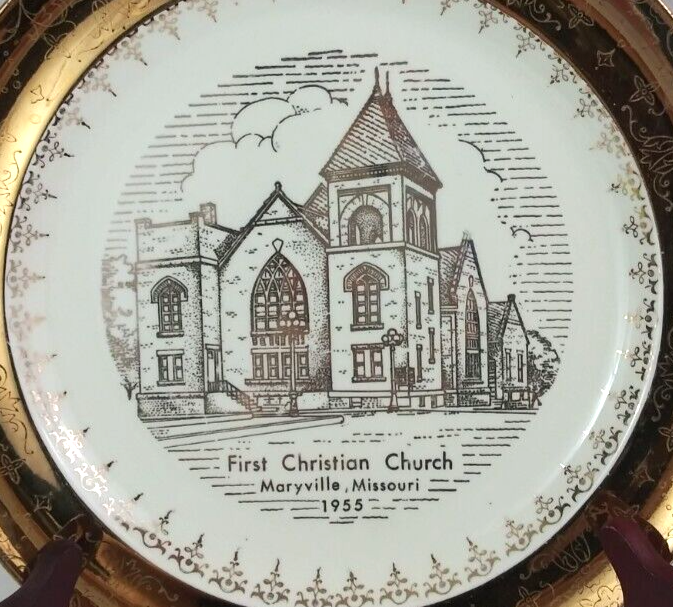 First Christian Church
Maryville, Missouri
1955